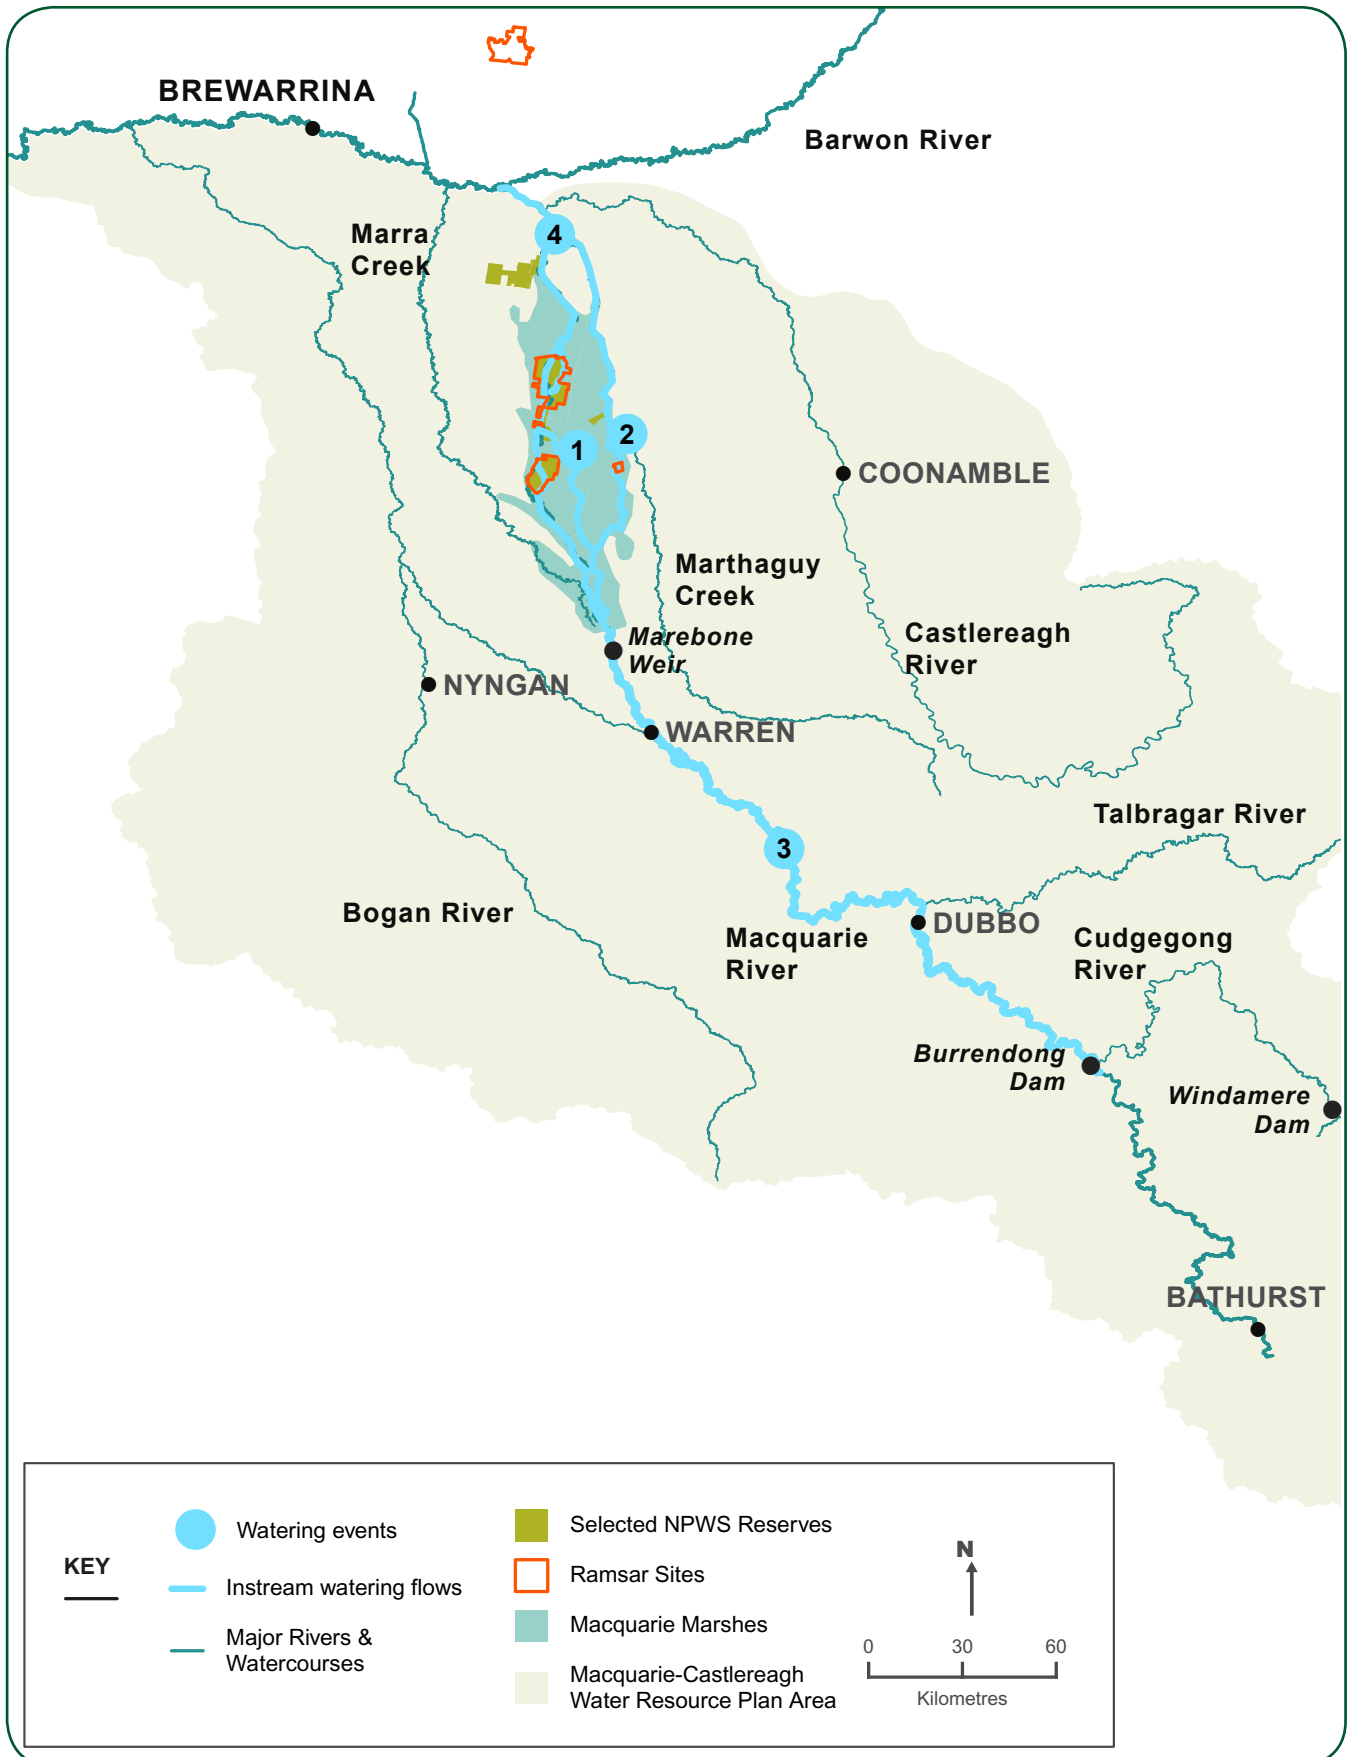 BREWARRINA
Barwon River
Marra
Creek
4
2
1
COONAMBLE
Marthaguy
Creek
Castlereagh
River
Marebone
Weir
NYNGAN
WARREN
Talbragar River
3
Bogan River
Macquarie
River
DUBBO
Cudgegong
River
Burrendong
Dam
Windamere
Dam
BATHURST
KEY
Watering events
Instream watering flows
Major Rivers &
Watercourses
Selected NPWS Reserves
Ramsar Sites
Macquarie Marshes
Macquarie-Castlereagh
Water Resource Plan Area
N
0 30 60
Kilometres